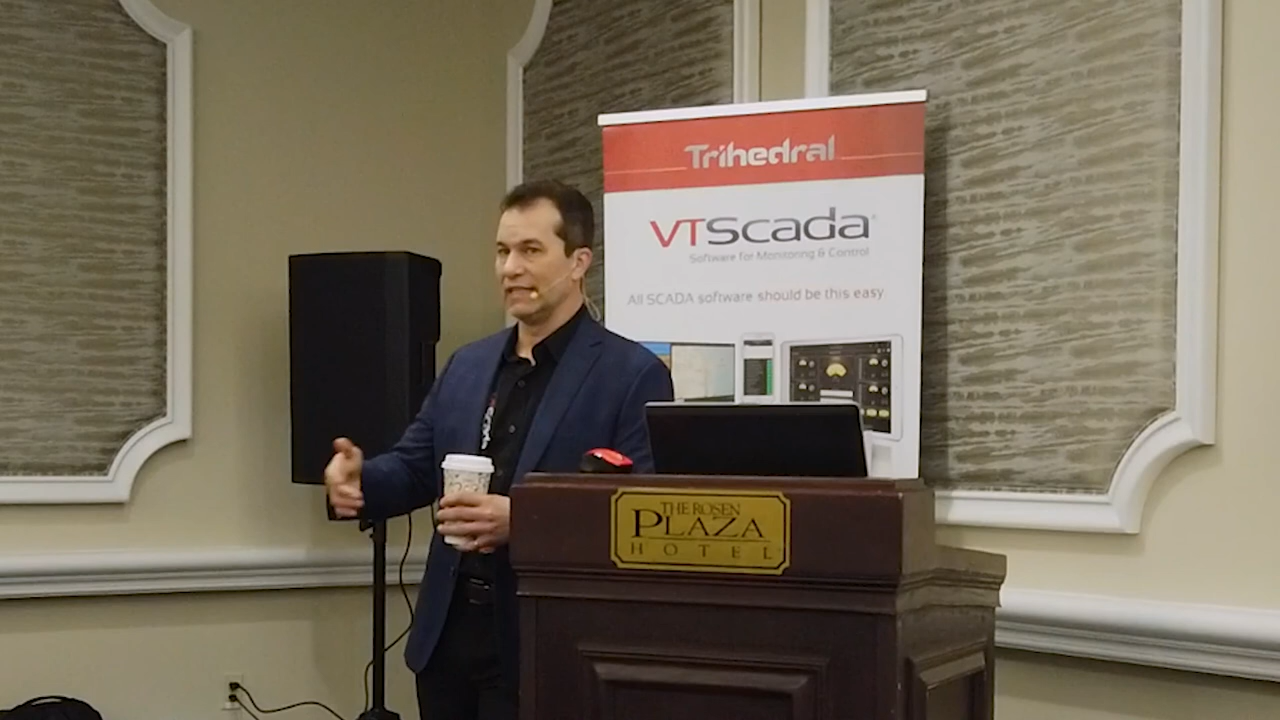 Trihedral
VTScada®
Software for Monitoring & Control
All SCADA software should be this easy
THE ROSEN
PLAZA
HOTEL